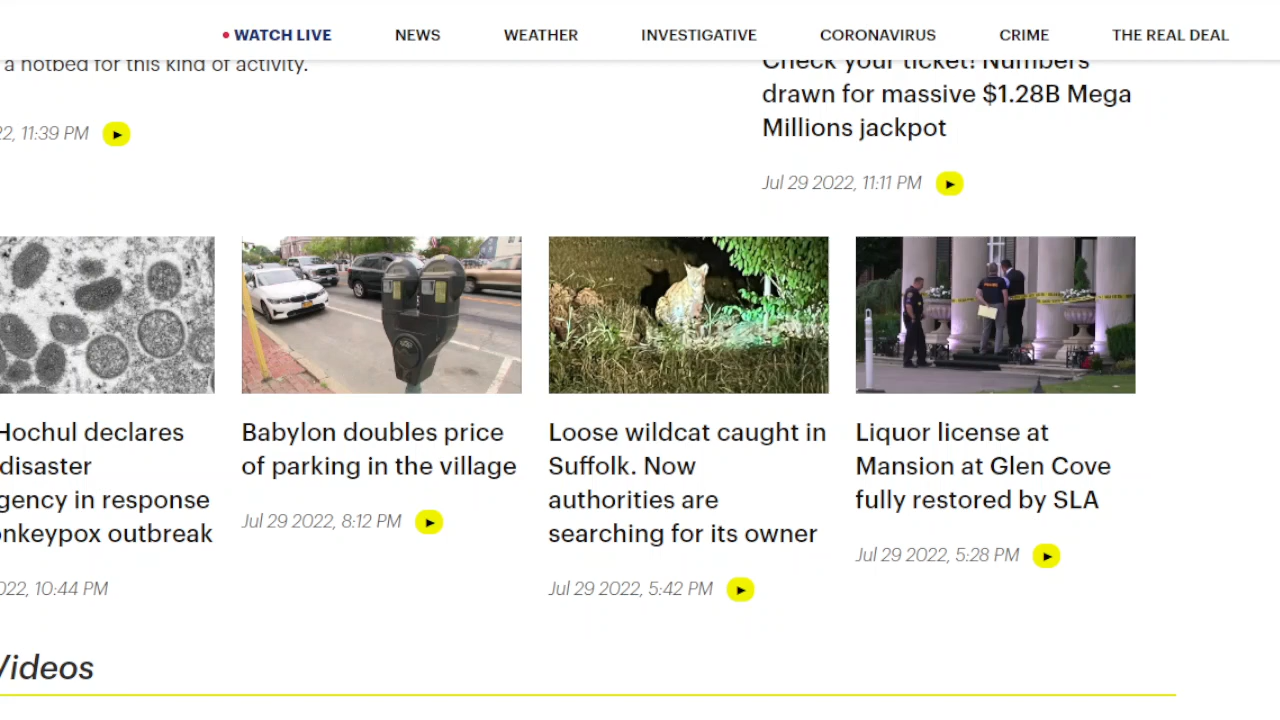 WATCH LIVE NEWS WEATHER INVESTIGATIVE CORONAVIRUS CRIME THE REAL DEAL
a hotbed for this kind of activity.
22, 11:39 PM
Check your ticket! Numbers
drawn for massive $1.28B Mega
Millions jackpot
Jul 29 2022, 11:11 PM
Hochul declares
disaster
gency in response
onkeypox outbreak
022, 10:44 PM
Babylon doubles price
of parking in the village
Jul 29 2022, 8:12 PM
Loose wildcat caught in
Suffolk. Now
authorities are
searching for its owner
Jul 29 2022, 5:42 PM
Liquor license at
Mansion at Glen Cove
fully restored by SLA
Jul 29 2022, 5:28 PM
Videos